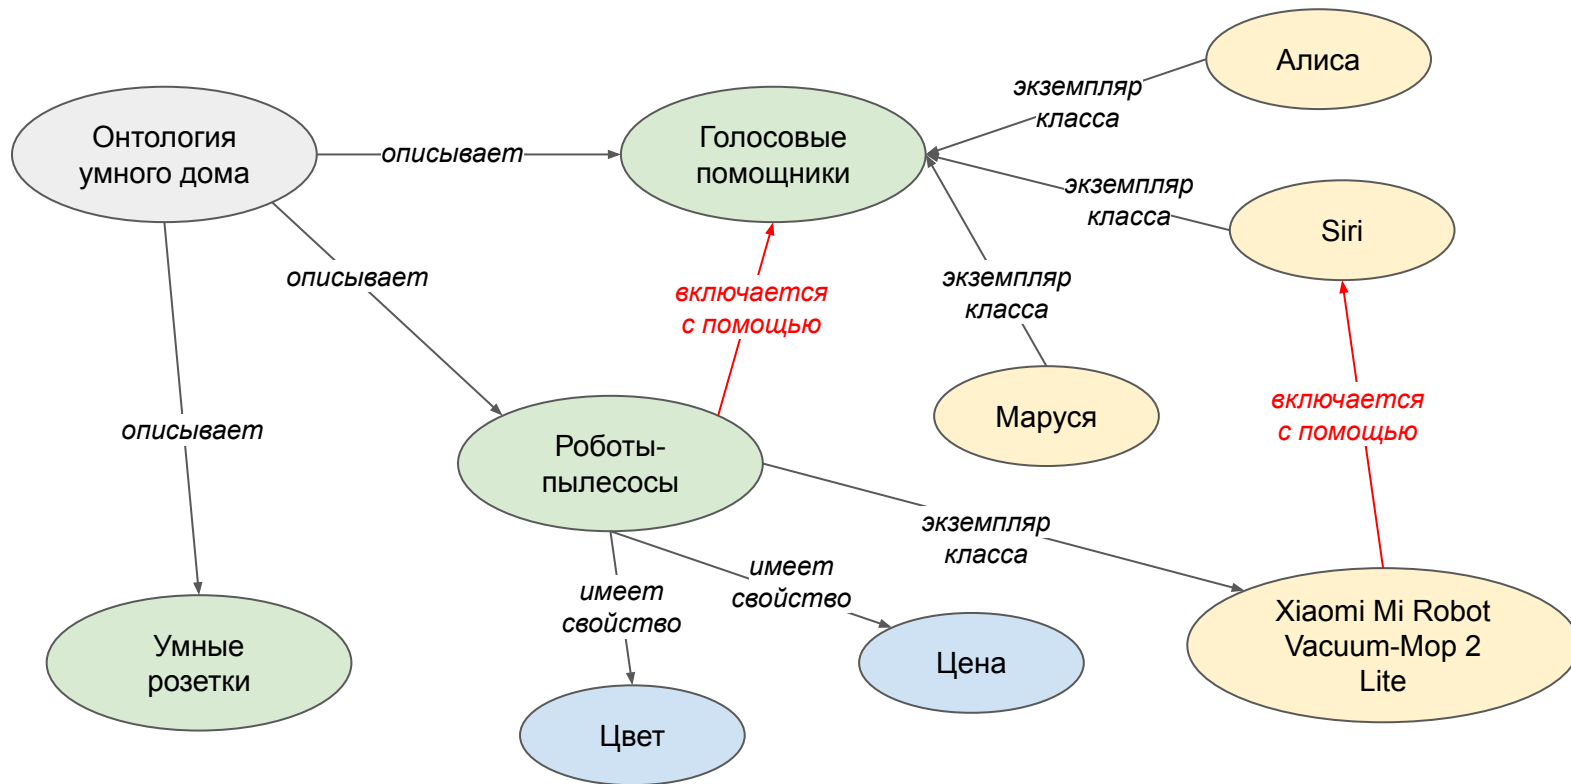 Алиса
экземпляр
класса
Онтология
умного дома
описывает
Голосовые
помощники
экземпляр
класса
Siri
описывает
включается
с помощью
экземпляр
класса
Маруся
включается
с помощью
описывает
Роботы-
пылесосы
экземпляр
класса
имеет
свойство
имеет
свойство
Умные
розетки
Цена
Xiaomi Mi Robot
Vacuum-Mop 2
Lite
Цвет